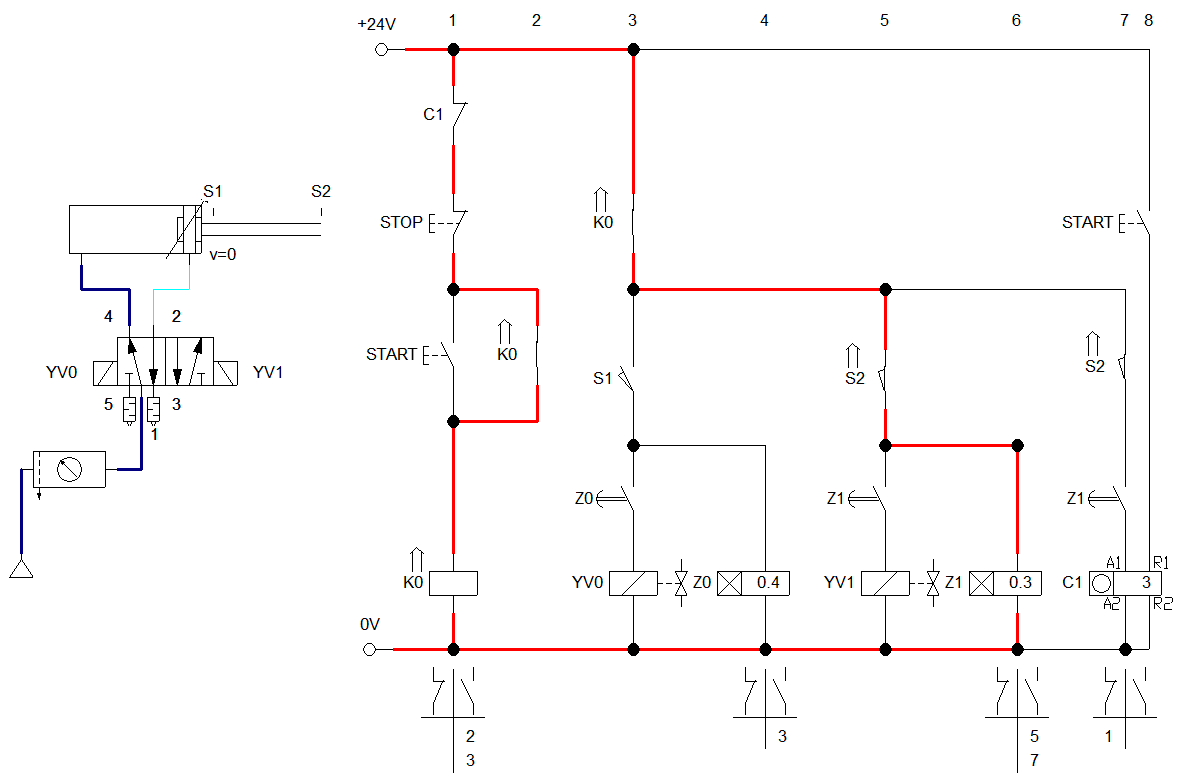 1 2 3 4 5 6 7 8
+24V
C1
S1 S2
STOP K0 START
v=0
4 2
START K0 S2 S2
YV0 YV1 S1
5 3
1
Z0 Z1 Z1
A1 R1
K0 YV0 Z0 0.4 YV1 Z1 0.3 C1 3
A2 R2
0V
2 3 5 1
3 7